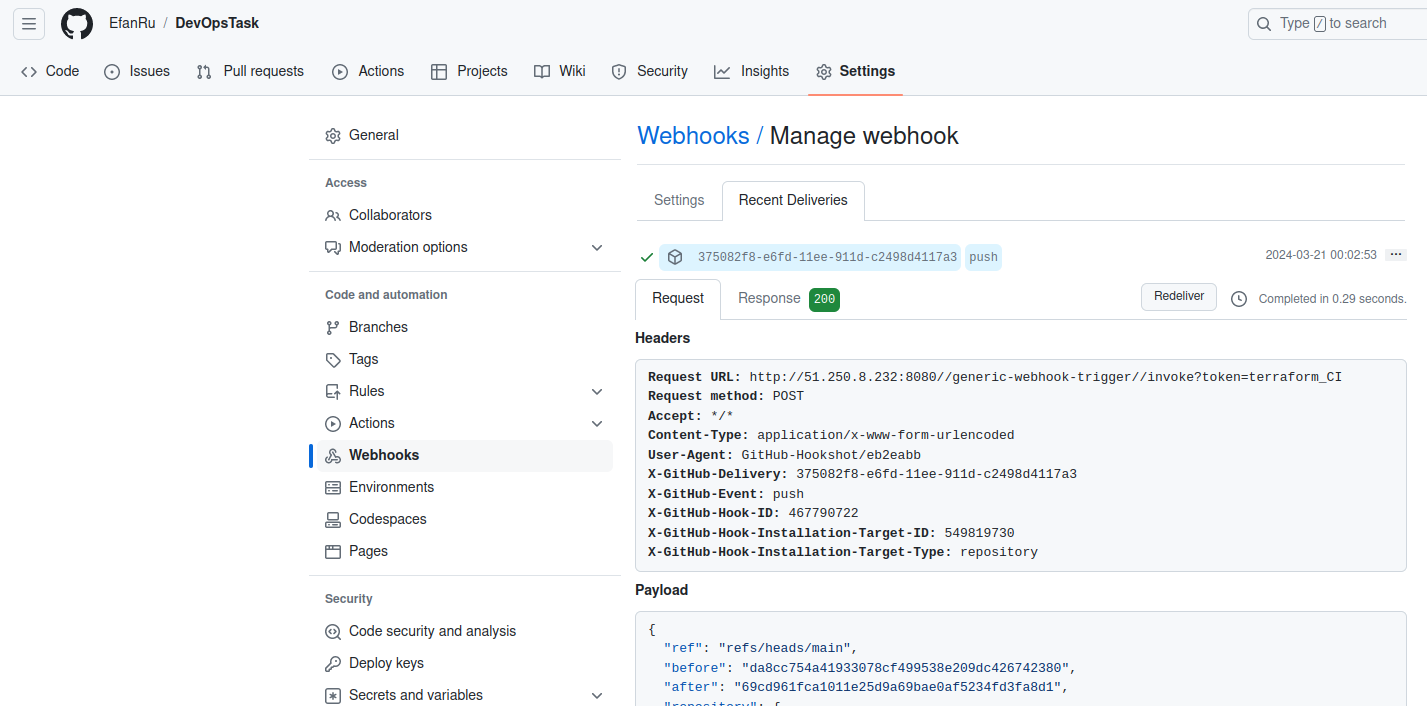 EfanRu / DevOpsTask
Type / to search
Code Issues Pull requests Actions Projects Wiki Security Insights Settings
General
Access
Collaborators
Moderation options
Code and automation
Branches
Tags
Rules
Actions
Webhooks
Environments
Codespaces
Pages
Security
Code security and analysis
Deploy keys
Secrets and variables
Webhooks / Manage webhook
Settings Recent Deliveries
375082f8-e6fd-11ee-911d-c2498d4117a3 push 2024-03-21 00:02:53 ...
Request Response 200 Redeliver Completed in 0.29 seconds.
Headers
Request URL: http://51.250.8.232:8080//generic-webhook-trigger//invoke?token=terraform_CI
Request method: POST
Accept: */*
Content-Type: application/x-www-form-urlencoded
User-Agent: GitHub-Hookshot/eb2eabb
X-GitHub-Delivery: 375082f8-e6fd-11ee-911d-c2498d4117a3
X-GitHub-Event: push
X-GitHub-Hook-ID: 467790722
X-GitHub-Hook-Installation-Target-ID: 549819730
X-GitHub-Hook-Installation-Target-Type: repository
Payload
{
"ref": "refs/heads/main",
"before": "da8cc754a41933078cf499538e209dc426742380",
"after": "69cd961fca1011e25d9a69bae0af5234fd3fa8d1",
"repository": {